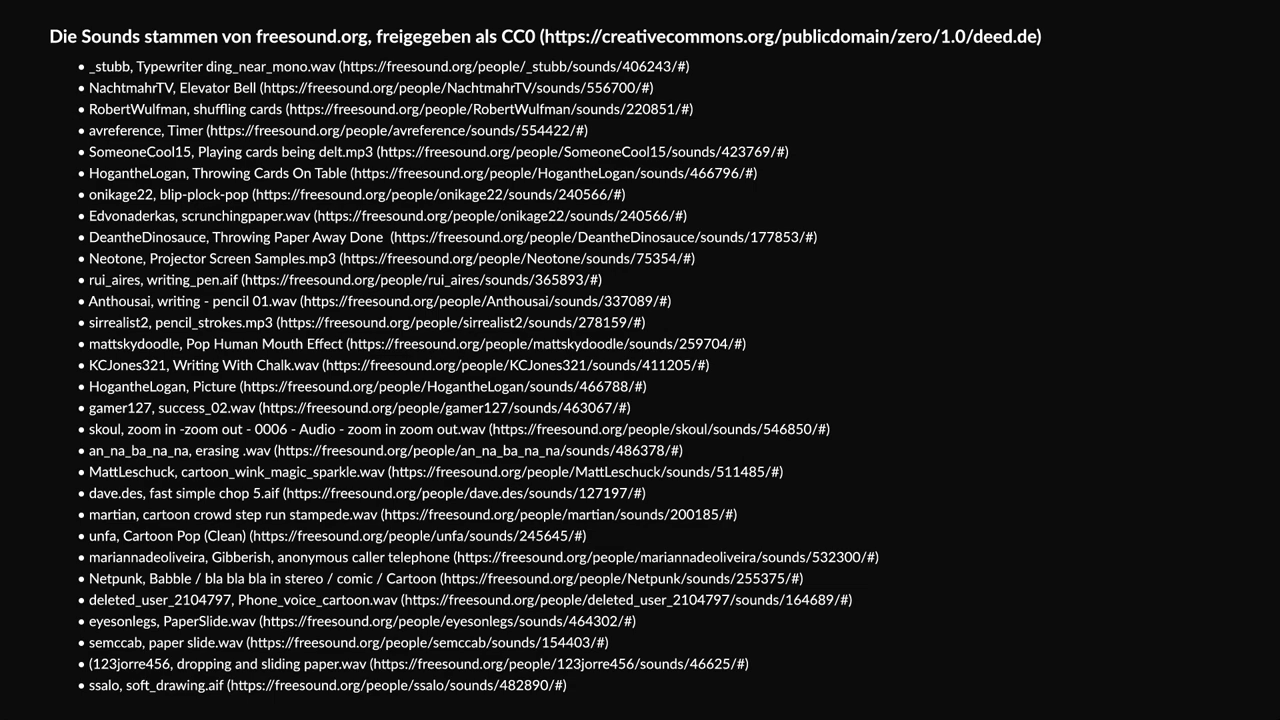 Die Sounds stammen von freesound.org, freigegeben als CC0 (https://creativecommons.org/publicdomain/zero/1.0/deed.de)
• _stubb, Typewriter ding_near_mono.wav (https://freesound.org/people/_stubb/sounds/406243/#)
• NachtmahrTV, Elevator Bell (https://freesound.org/people/NachtmahrTV/sounds/556700/#)
• RobertWulfman, shuffling cards (https://freesound.org/people/RobertWulfman/sounds/220851/#)
• avreference, Timer (https://freesound.org/people/avreference/sounds/554422/#)
• SomeoneCool15, Playing cards being delt.mp3 (https://freesound.org/people/SomeoneCool15/sounds/423769/#)
• HogantheLogan, Throwing Cards On Table (https://freesound.org/people/HogantheLogan/sounds/466796/#)
• onikage22, blip-plock-pop (https://freesound.org/people/onikage22/sounds/240566/#)
• Edvonaderkas, scrunchingpaper.wav (https://freesound.org/people/onikage22/sounds/240566/#)
• DeantheDinosauce, Throwing Paper Away Done  (https://freesound.org/people/DeantheDinosauce/sounds/177853/#)
• Neotone, Projector Screen Samples.mp3 (https://freesound.org/people/Neotone/sounds/75354/#)
• rui_aires, writing_pen.aif (https://freesound.org/people/rui_aires/sounds/365893/#)
• Anthousai, writing - pencil 01.wav (https://freesound.org/people/Anthousai/sounds/337089/#)
• sirrealist2, pencil_strokes.mp3 (https://freesound.org/people/sirrealist2/sounds/278159/#)
• mattskydoodle, Pop Human Mouth Effect (https://freesound.org/people/mattskydoodle/sounds/259704/#)
• KCJones321, Writing With Chalk.wav (https://freesound.org/people/KCJones321/sounds/411205/#)
• HogantheLogan, Picture (https://freesound.org/people/HogantheLogan/sounds/466788/#)
• gamer127, success_02.wav (https://freesound.org/people/gamer127/sounds/463067/#)
• skoul, zoom in -zoom out - 0006 - Audio - zoom in zoom out.wav (https://freesound.org/people/skoul/sounds/546850/#)
• an_na_ba_na_na, erasing .wav (https://freesound.org/people/an_na_ba_na_na/sounds/486378/#)
• MattLeschuck, cartoon_wink_magic_sparkle.wav (https://freesound.org/people/MattLeschuck/sounds/511485/#)
• dave.des, fast simple chop 5.aif (https://freesound.org/people/dave.des/sounds/127197/#)
• martian, cartoon crowd step run stampede.wav (https://freesound.org/people/martian/sounds/200185/#)
• unfa, Cartoon Pop (Clean) (https://freesound.org/people/unfa/sounds/245645/#)
• mariannadeoliveira, Gibberish, anonymous caller telephone (https://freesound.org/people/mariannadeoliveira/sounds/532300/#)
• Netpunk, Babble / bla bla bla in stereo / comic / Cartoon (https://freesound.org/people/Netpunk/sounds/255375/#)
• deleted_user_2104797, Phone_voice_cartoon.wav (https://freesound.org/people/deleted_user_2104797/sounds/164689/#)
• eyesonlegs, PaperSlide.wav (https://freesound.org/people/eyesonlegs/sounds/464302/#)
• semccab, paper slide.wav (https://freesound.org/people/semccab/sounds/154403/#)
• (123jorre456, dropping and sliding paper.wav (https://freesound.org/people/123jorre456/sounds/46625/#)
• ssalo, soft_drawing.aif (https://freesound.org/people/ssalo/sounds/482890/#)